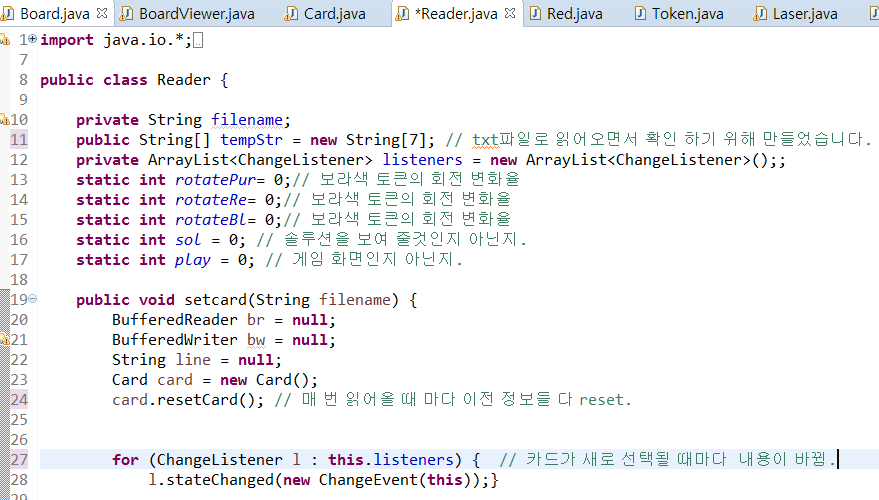 Board.java BoardViewer.java Card.java *Reader.java Red.java Token.java Laser.java
1 import java.io.*;
7
8 public class Reader {
9
10 private String filename;
11 public String[] tempStr = new String[7]; // txt파일로 읽어오면서 확인 하기 위해 만들었습니다.
12 private ArrayList<ChangeListener> listeners = new ArrayList<ChangeListener>();;
13 static int rotatePur= 0;// 보라색 토큰의 회전 변화율
14 static int rotateRe= 0;// 보라색 토큰의 회전 변화율
15 static int rotateBl= 0;// 보라색 토큰의 회전 변화율
16 static int sol = 0; // 솔루션을 보여 줄것인지 아닌지.
17 static int play = 0; // 게임 화면인지 아닌지.
18
19 public void setcard(String filename) {
20 BufferedReader br = null;
21 BufferedWriter bw = null;
22 String line = null;
23 Card card = new Card();
24 card.resetCard(); // 매 번 읽어올 때 마다 이전 정보들 다 reset.
25
26
27 for (ChangeListener l : this.listeners) { // 카드가 새로 선택될 때마다 내용이 바뀜.
28 l.stateChanged(new ChangeEvent(this));}